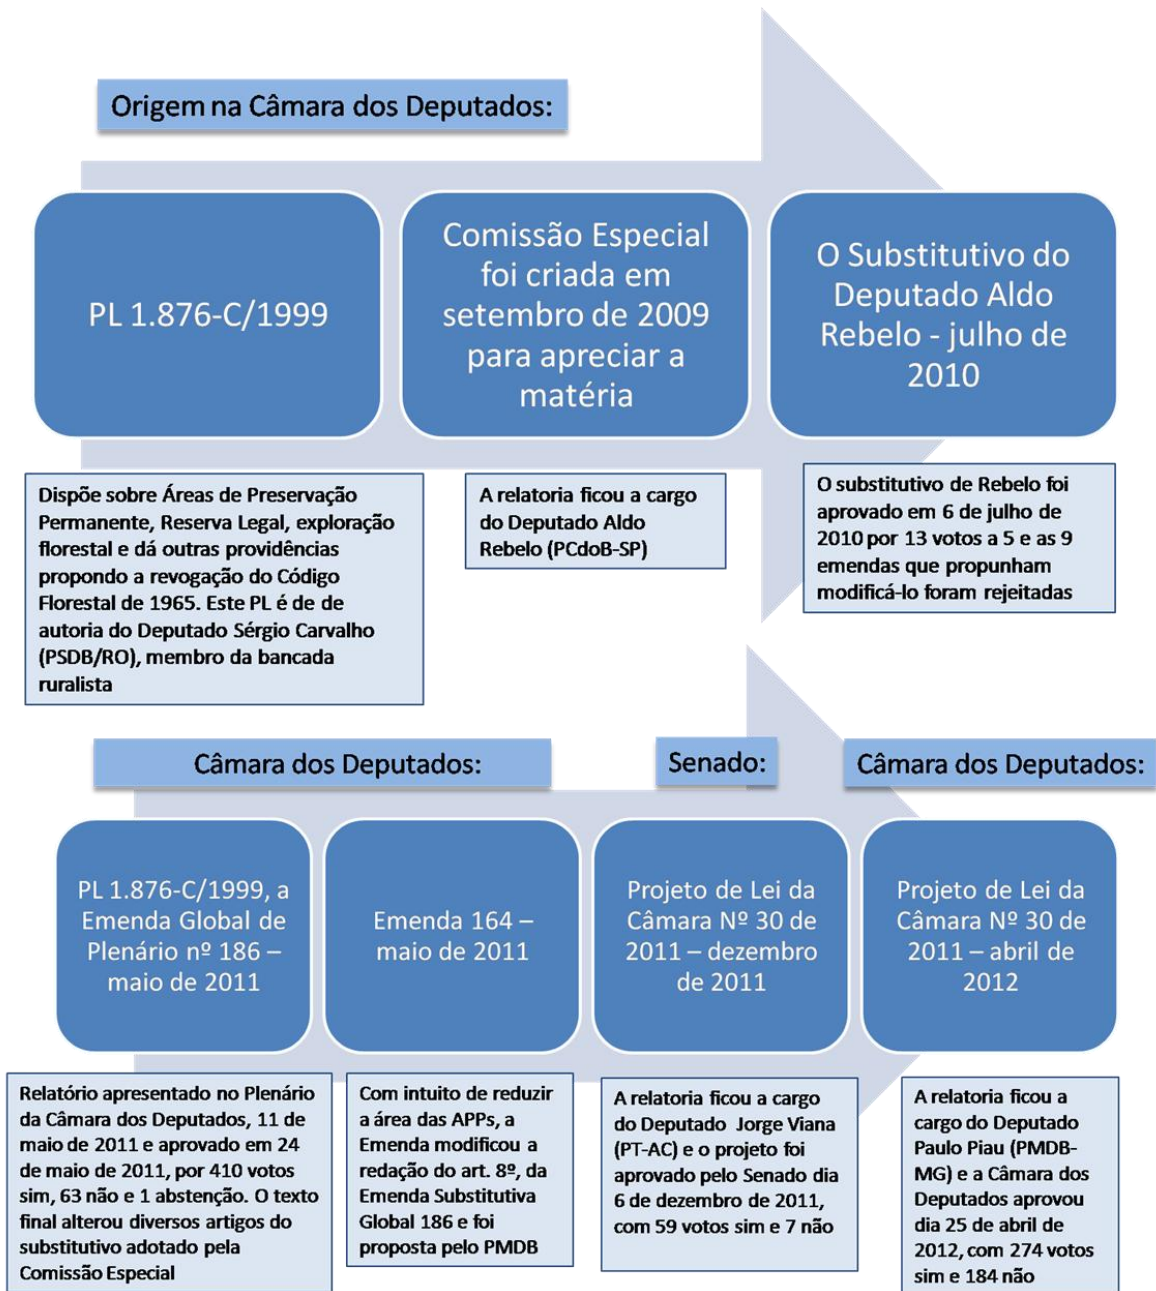 Origem na Câmara dos Deputados:
PL 1.876-C/1999
Comissão Especial
foi criada em
setembro de 2009
para apreciar a
matéria
O Substitutivo do
Deputado Aldo
Rebelo - julho de
2010
Dispõe sobre Áreas de Preservação
Permanente, Reserva Legal, exploração
florestal e dá outras providências
propondo a revogação do Código
Florestal de 1965. Este PL é de de
autoria do Deputado Sérgio Carvalho
(PSDB/RO), membro da bancada
ruralista
A relatoria ficou a cargo
do Deputado Aldo
Rebelo (PCdoB-SP)
O substitutivo de Rebelo foi
aprovado em 6 de julho de
2010 por 13 votos a 5 e as 9
emendas que propunham
modificá-lo foram rejeitadas
Câmara dos Deputados:
Senado:
Câmara dos Deputados:
PL 1.876-C/1999, a
Emenda Global de
Plenário nº 186 –
maio de 2011
Emenda 164 –
maio de 2011
Projeto de Lei da
Câmara Nº 30 de
2011 – dezembro
de 2011
Projeto de Lei da
Câmara Nº 30 de
2011 – abril de
2012
Relatório apresentado no Plenário
da Câmara dos Deputados, 11 de
maio de 2011 e aprovado em 24
de maio de 2011, por 410 votos
sim, 63 não e 1 abstenção. O texto
final alterou diversos artigos do
substitutivo adotado pela
Comissão Especial
Com intuito de reduzir
a área das APPs, a
Emenda modificou a
redação do art. 8º, da
Emenda Substitutiva
Global 186 e foi
proposta pelo PMDB
A relatoria ficou a cargo
do Deputado Jorge Viana
(PT-AC) e o projeto foi
aprovado pelo Senado dia
6 de dezembro de 2011,
com 59 votos sim e 7 não
A relatoria ficou a
cargo do Deputado
Paulo Piau (PMDB-
MG) e a Câmara dos
Deputados aprovou
dia 25 de abril de
2012, com 274 votos
sim e 184 não